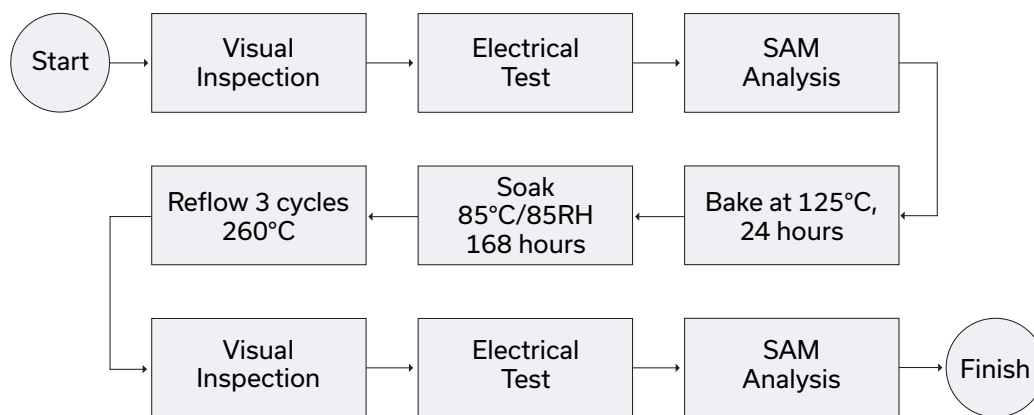 Start
Visual
Inspection
Electrical
Test
SAM
Analysis
Bake at 125°C,
24 hours
Soak
85°C/85RH
168 hours
Reflow 3 cycles
260°C
Visual
Inspection
Electrical
Test
SAM
Analysis
Finish